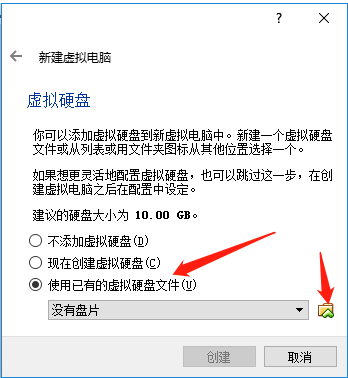 新建虚拟电脑
虚拟硬盘
你可以添加虚拟硬盘到新虚拟电脑中。新建一个虚拟硬盘
文件或从列表或用文件夹图标从其他位置选择一个。
如果想更灵活地配置虚拟硬盘，也可以跳过这一步，在创
建虚拟电脑之后在配置中设定。
建议的硬盘大小为 10.00 GB。
不添加虚拟硬盘(D)
现在创建虚拟硬盘(C)
使用已有的虚拟硬盘文件(U)
没有盘片
创建
取消